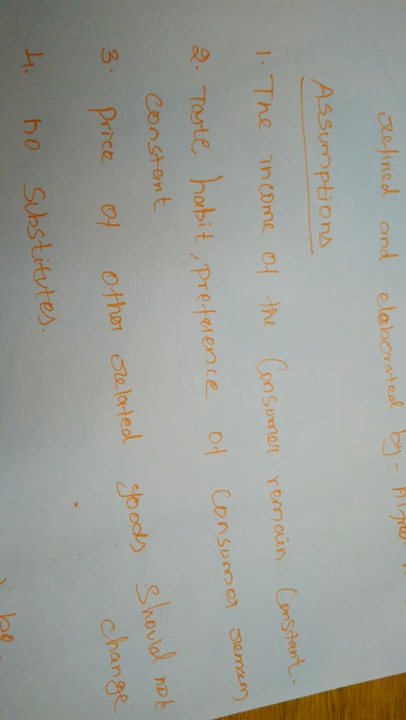 refined and elaborated by -
Assumptions
1. The income of the Consumer remain Constant.
2. Taste, habit, preference of Consumer remain
constant
3. Price of other related goods should not
change
4. no Substitutes.